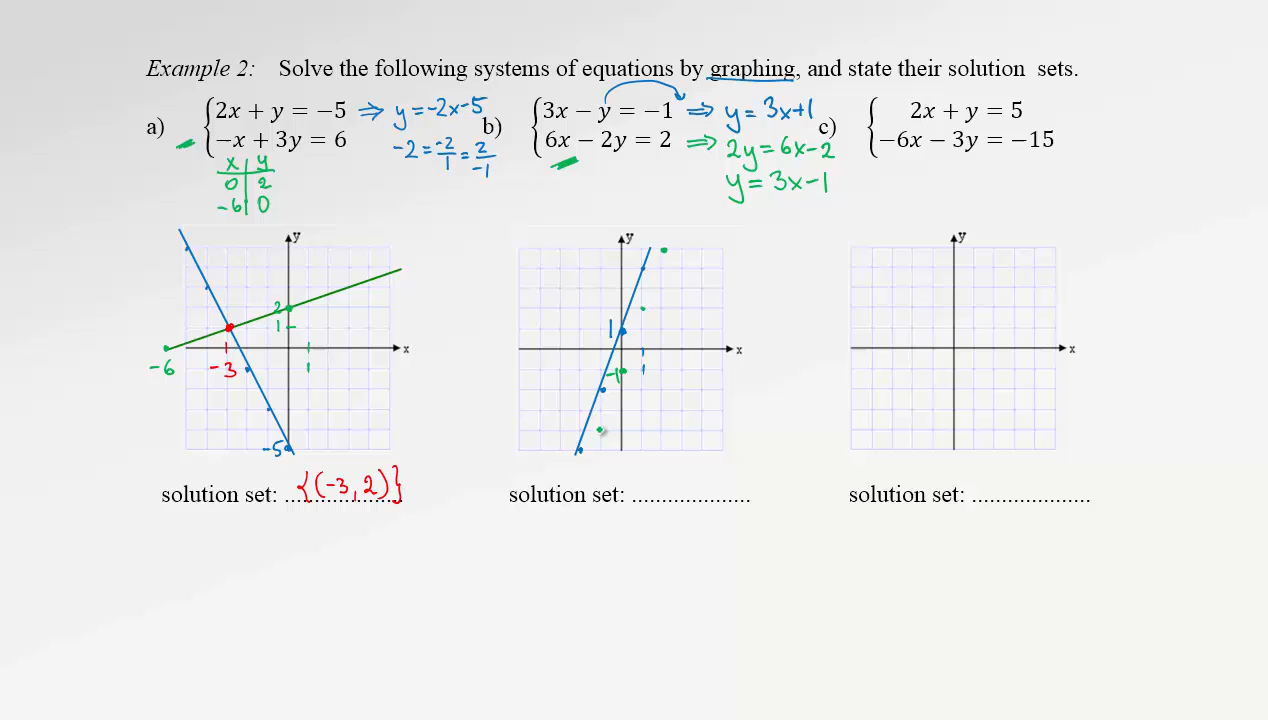 Example 2: Solve the following systems of equations by graphing, and state their solution sets.
a) {2x + y = −5 ⇒ y = -2x-5
−x + 3y = 6
-2 = -2/1 = 2/-1
x y
0 2
-6 0
b) {3x − y = −1 ⇒ y = 3x+1
6x − 2y = 2 ⇒ 2y = 6x-2
y = 3x-1
c) {2x + y = 5
−6x − 3y = −15
y
2
1
x
-6
-3
1
-5
y
1
x
-1
1
y
x
solution set: ....{(-3, 2)}
solution set: .....................
solution set: .....................